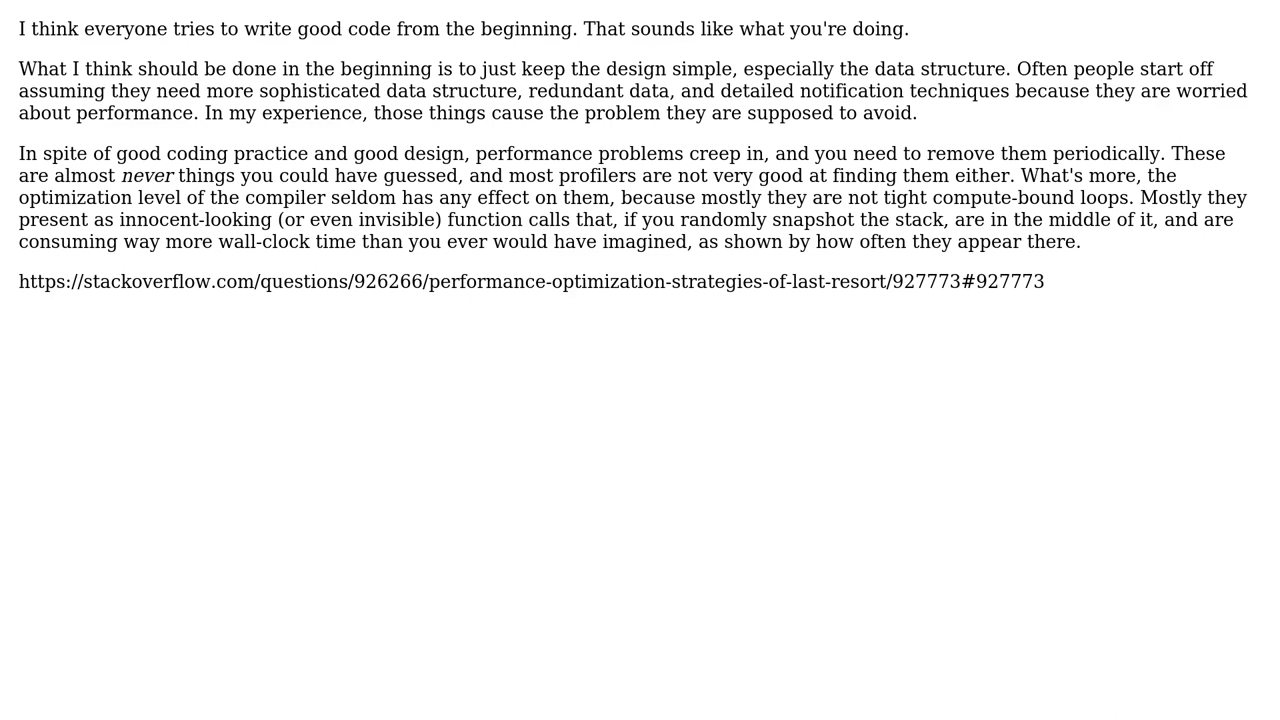 I think everyone tries to write good code from the beginning. That sounds like what you're doing.
What I think should be done in the beginning is to just keep the design simple, especially the data structure. Often people start off
assuming they need more sophisticated data structure, redundant data, and detailed notification techniques because they are worried
about performance. In my experience, those things cause the problem they are supposed to avoid.
In spite of good coding practice and good design, performance problems creep in, and you need to remove them periodically. These
are almost never things you could have guessed, and most profilers are not very good at finding them either. What's more, the
optimization level of the compiler seldom has any effect on them, because mostly they are not tight compute-bound loops. Mostly they
present as innocent-looking (or even invisible) function calls that, if you randomly snapshot the stack, are in the middle of it, and are
consuming way more wall-clock time than you ever would have imagined, as shown by how often they appear there.
https://stackoverflow.com/questions/926266/performance-optimization-strategies-of-last-resort/927773#927773